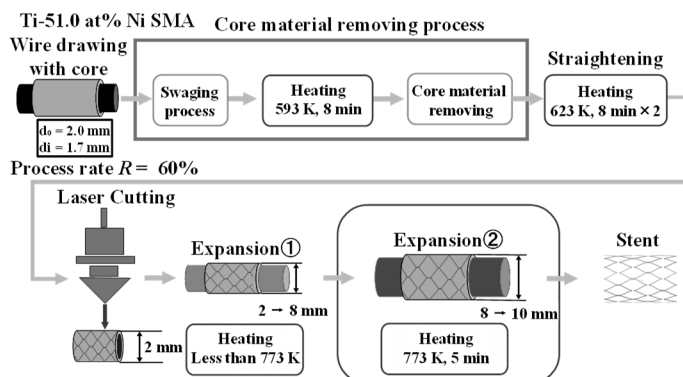 Ti-51.0 at% Ni SMA
Wire drawing
with core
d₀ = 2.0 mm
di = 1.7 mm
Process rate R = 60%
Core material removing process
Swaging
process
Heating
593 K, 8 min
Core material
removing
Straightening
Heating
623 K, 8 min × 2
Laser Cutting
2 mm
Expansion①
2 → 8 mm
Heating
Less than 773 K
Expansion②
8 → 10 mm
Heating
773 K, 5 min
Stent